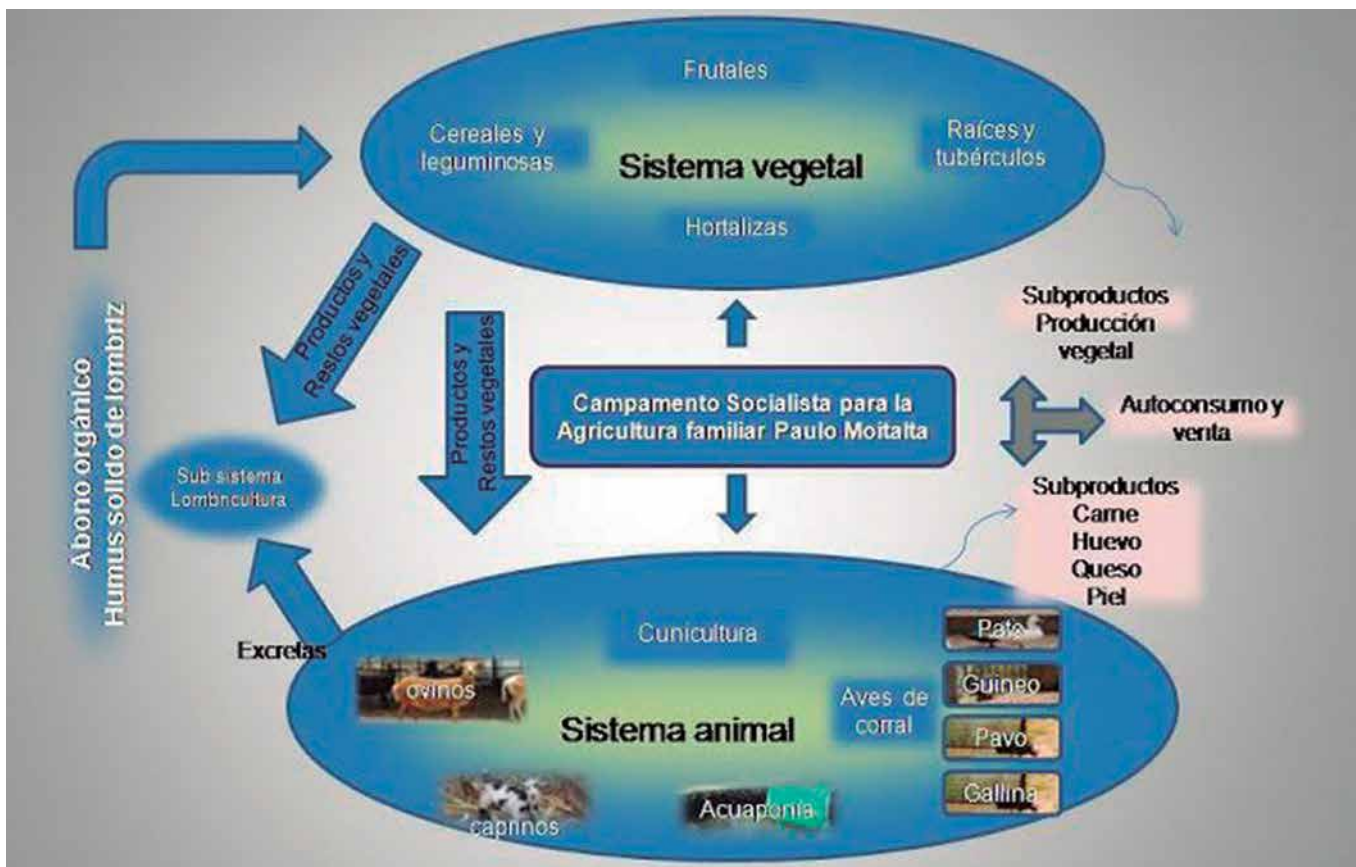 Frutales
Cereales y
leguminosas
Raíces y
tubérculos
Sistema vegetal
Hortalizas
Productos y
Restos vegetales
Productos y
Restos vegetales
Subproductos
Producción
vegetal
Campamento Socialista para la
Agricultura familiar Paulo Moitalta
Autoconsumo y
venta
Abono orgánico
Humus solido de lombriz
Sub sistema
Lombricultura
Subproductos
Carne
Huevo
Queso
Piel
Excretas
Cunicultura
Pato
ovinos
Guineo
Aves de
corral
Sistema animal
Pavo
Gallina
caprinos
Acuaponía